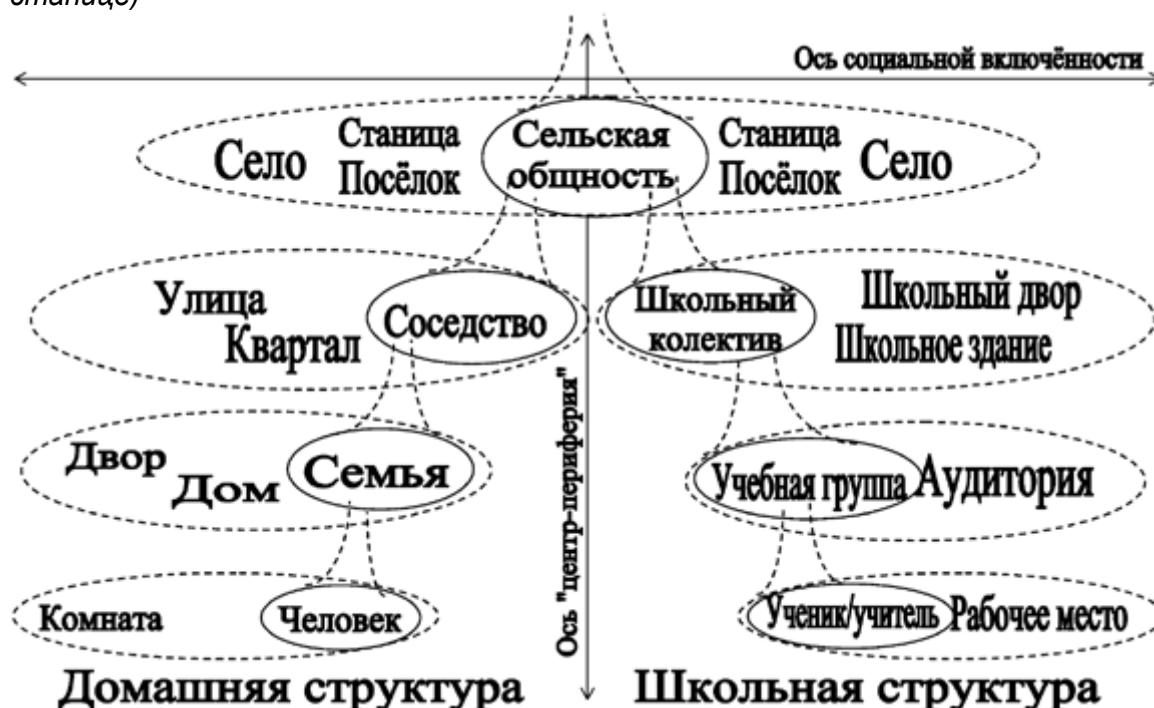 станице)
Ось социальной включённости
Село
Станица
Посёлок
Сельская
общность
Станица
Посёлок
Село
Улица
Квартал
Соседство
Школьный
колектив
Школьный двор
Школьное здание
Ось "центр-периферия"
Двор
Дом
Семья
Учебная группа
Аудитория
Комната
Человек
Ученик/учитель
Рабочее место
Домашняя структура
Школьная структура